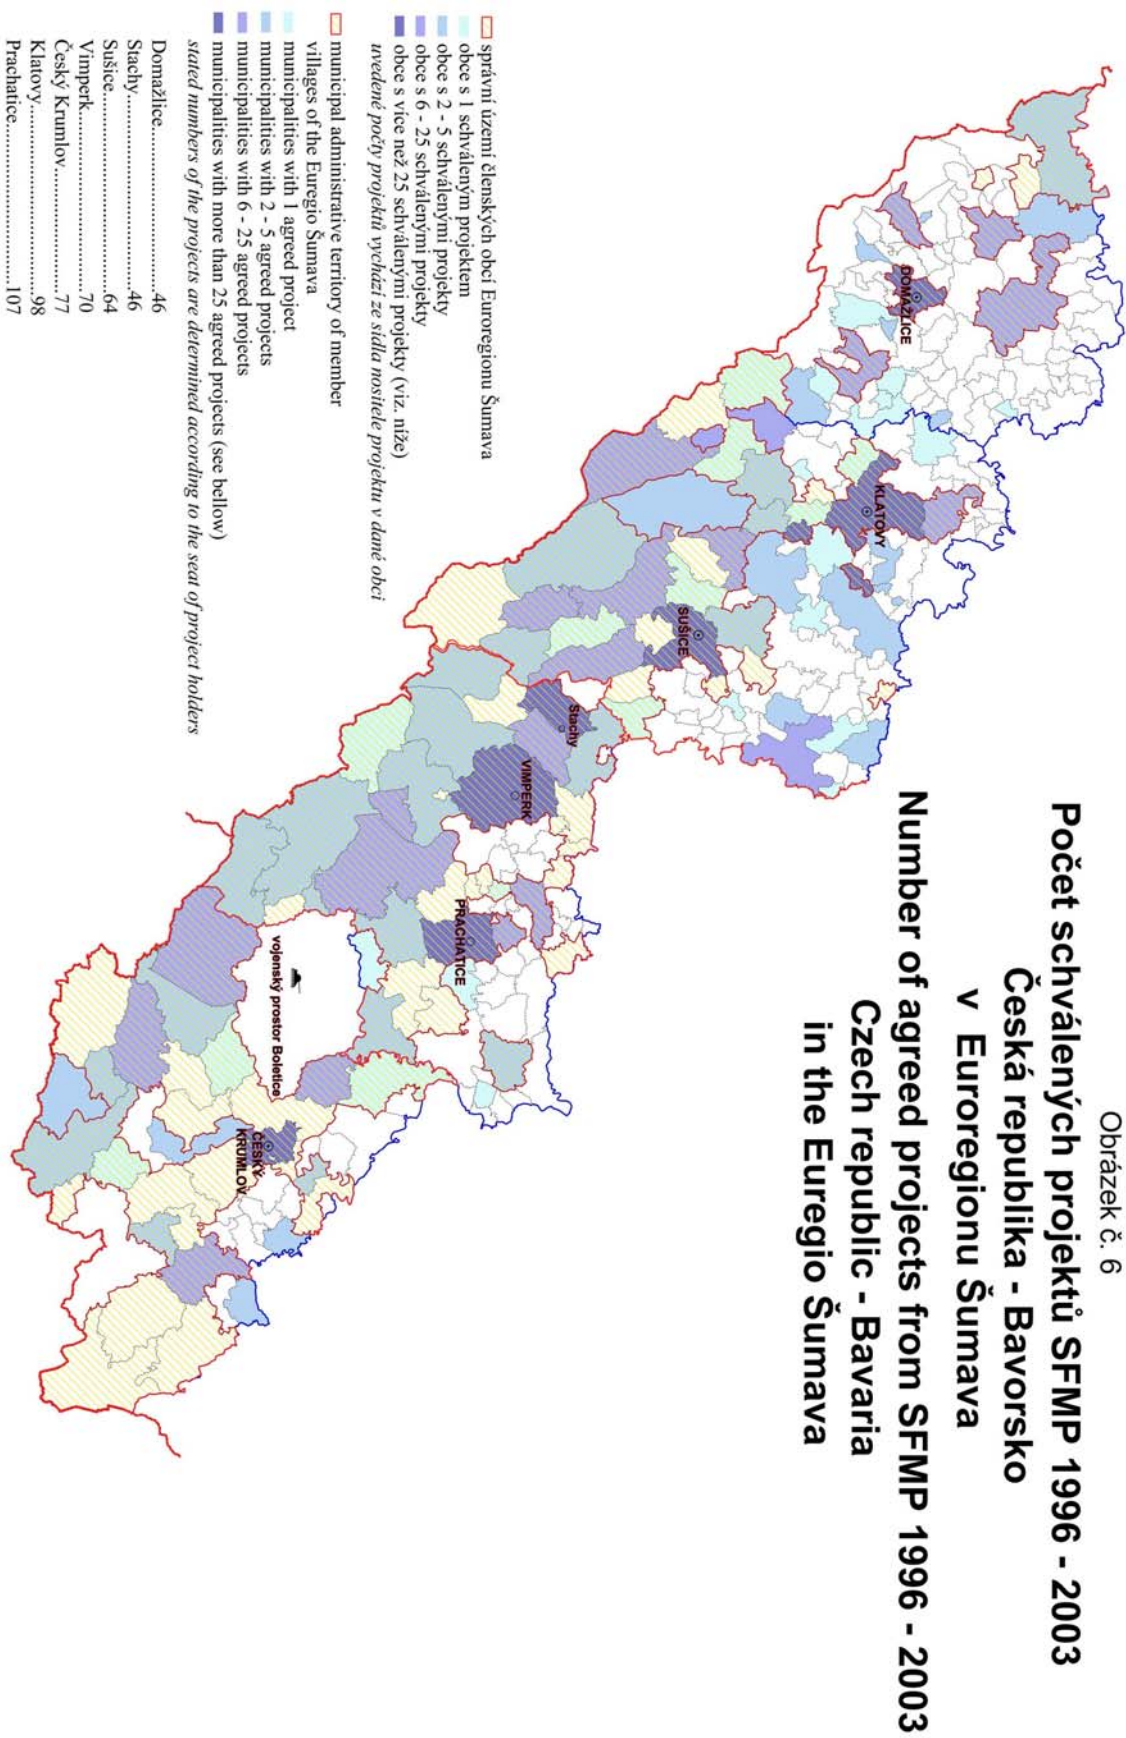 Obrázek č. 6
Počet schválených projektů SFMP 1996 - 2003
Česká republika - Bavorsko
v Euroregionu Šumava
Number of agreed projects from SFMP 1996 - 2003
Czech republic - Bavaria
in the Euregio Šumava
DOMAŽLICE
KLATOVY
SUŠICE
Stachy
VIMPERK
PRACHATICE
vojenský prostor Boletice
ČESKÝ
KRUMLOV
správní území členských obcí Euroregionu Šumava
obce s 1 schváleným projektem
obce s 2 - 5 schválenými projekty
obce s 6 - 25 schválenými projekty
obce s více než 25 schválenými projekty (viz. níže)
uvedené počty projektů vychází ze sídla nositele projektu v dané obci
municipal administrative territory of member
villages of the Euregio Šumava
municipalities with 1 agreed project
municipalities with 2 - 5 agreed projects
municipalities with 6 - 25 agreed projects
municipalities with more than 25 agreed projects (see bellow)
stated numbers of the projects are determined according to the seat of project holders
Domažlice..........................46
Stachy................................46
Sušice.................................64
Vimperk..............................70
Český Krumlov...................77
Klatovy...............................98
Prachatice.........................107